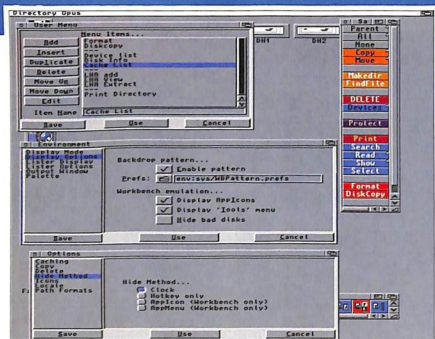 Directory Opus
User Menu
Menu Items...
Add
Insert
Duplicate
Delete
Move Up
Move Down
Edit
Format
Diskcopy
---
Device list
Disk Info
Cache List
---
LHA add
LHA View
LHA Extract
---
Print Directory
Item Name Cache List
Save Use Cancel
DH1 DH2
Sa
Parent
All
None
Copy
Move
Makedir
FindFile
DELETE
Devices
Protect
Print
Search
Read
Show
Select
Format
DiskCopy
Environment
Display Mode
Display Options
Lister Display
Lister Options
Output Window
Palette
Backdrop pattern...
Enable pattern
Prefs: env:sys/WBPattern.prefs
Workbench emulation...
Display AppIcons
Display 'Tools' menu
Hide bad disks
Save Use Cancel
Options
Caching
Copy
Delete
Hide Method
Icons
Locale
Path Formats
Hide Method...
Clock
Hotkey only
AppIcon (Workbench only)
AppMenu (Workbench only)
Save Use Cancel